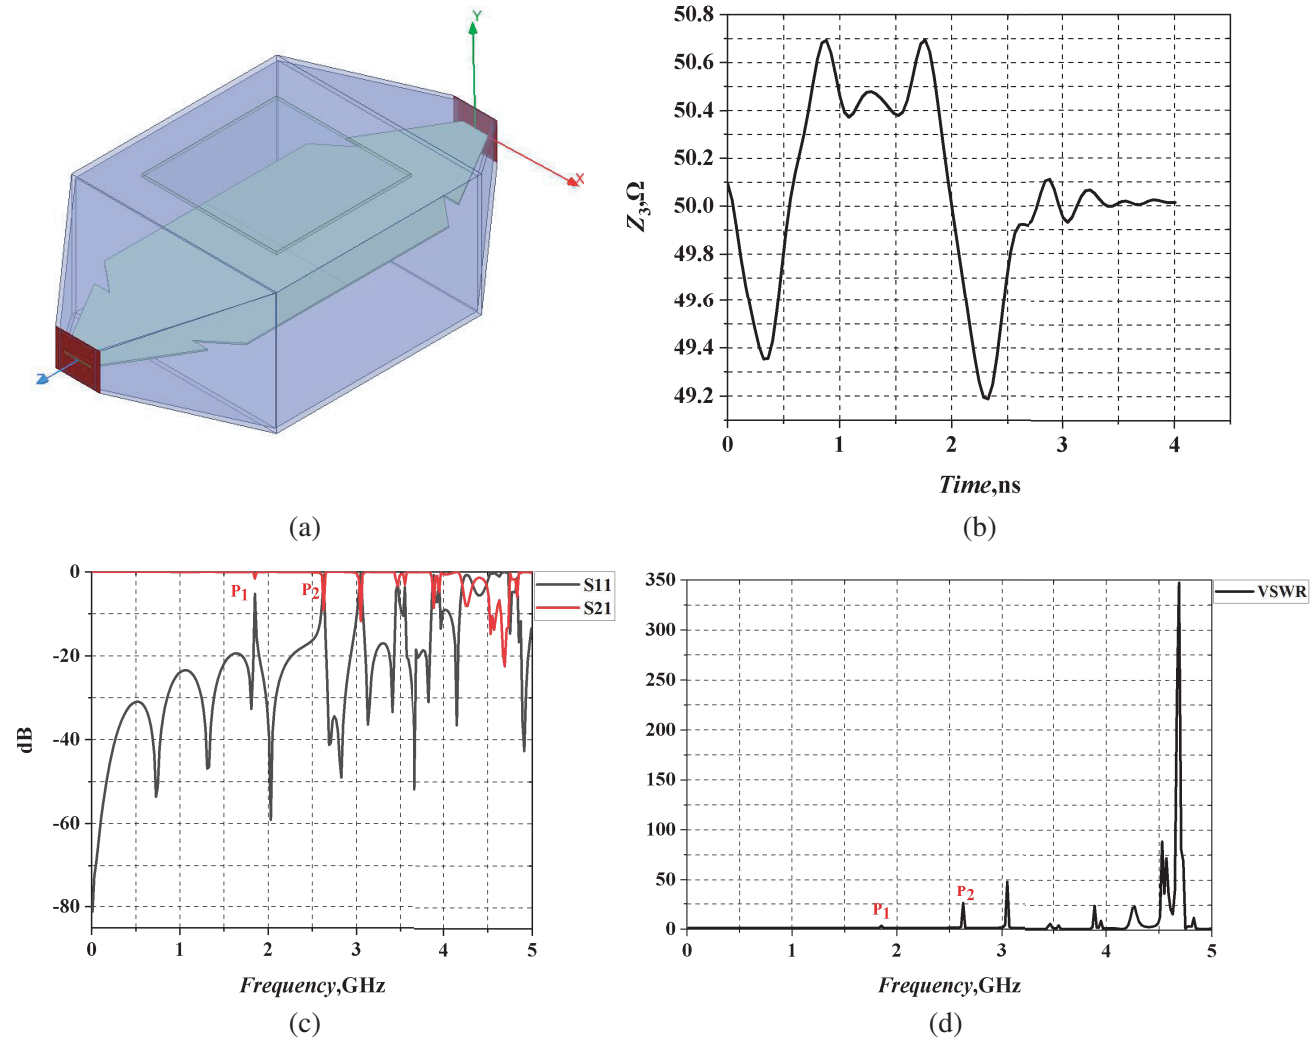 Y
X
Z
(a)
50.8
50.6
50.4
50.2
50.0
49.8
49.6
49.4
49.2
Z3,Ω
0 1 2 3 4
Time,ns
(b)
0
-20
-40
-60
-80
dB
P1 P2
S11
S21
0 1 2 3 4 5
Frequency,GHz
(c)
350
300
250
200
150
100
50
0
P1 P2
VSWR
0 1 2 3 4 5
Frequency,GHz
(d)